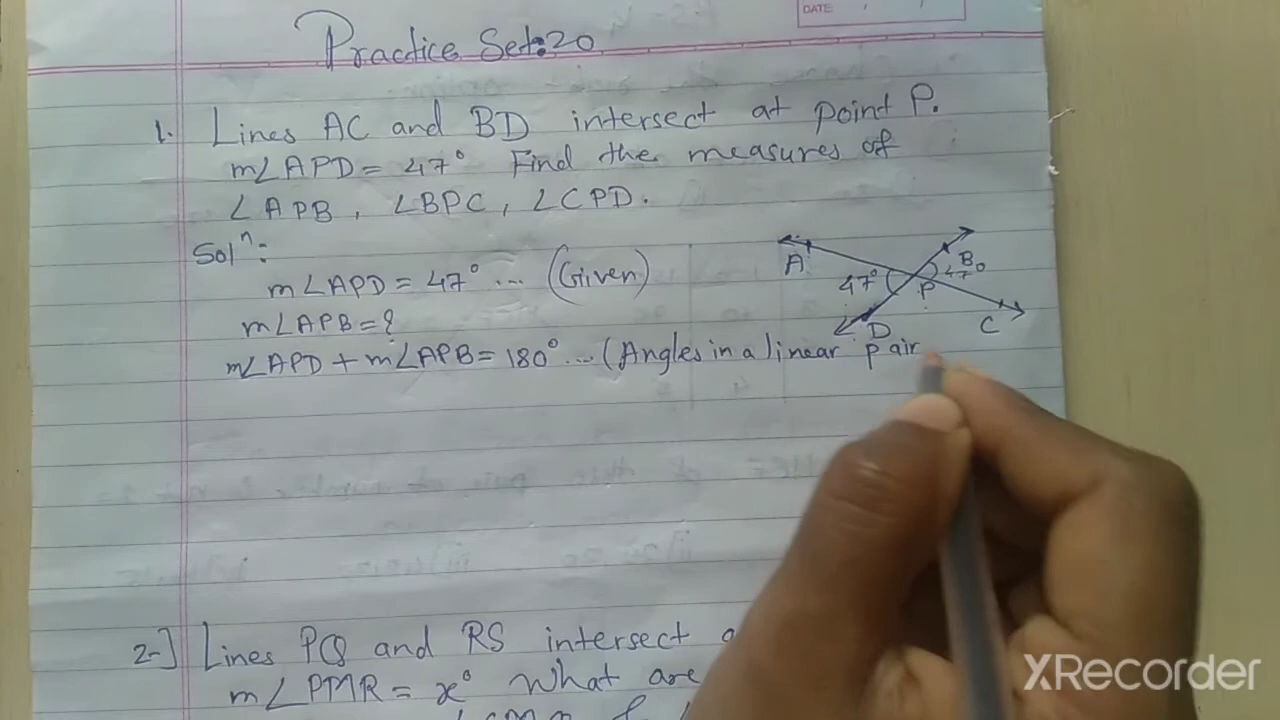 DATE:
Practice Set:20
1. Lines AC and BD intersect at point P.
m∠APD = 47° Find the measures of
∠APB, ∠BPC, ∠CPD.
Solⁿ:
m∠APD = 47° ... (Given)
m∠APB = ?
m∠APD + m∠APB = 180° ... (Angles in a linear pair
A
B
47°
47°
P
D
C
2-] Lines PQ and RS intersect
m∠PMR = x° What are
XRecorder